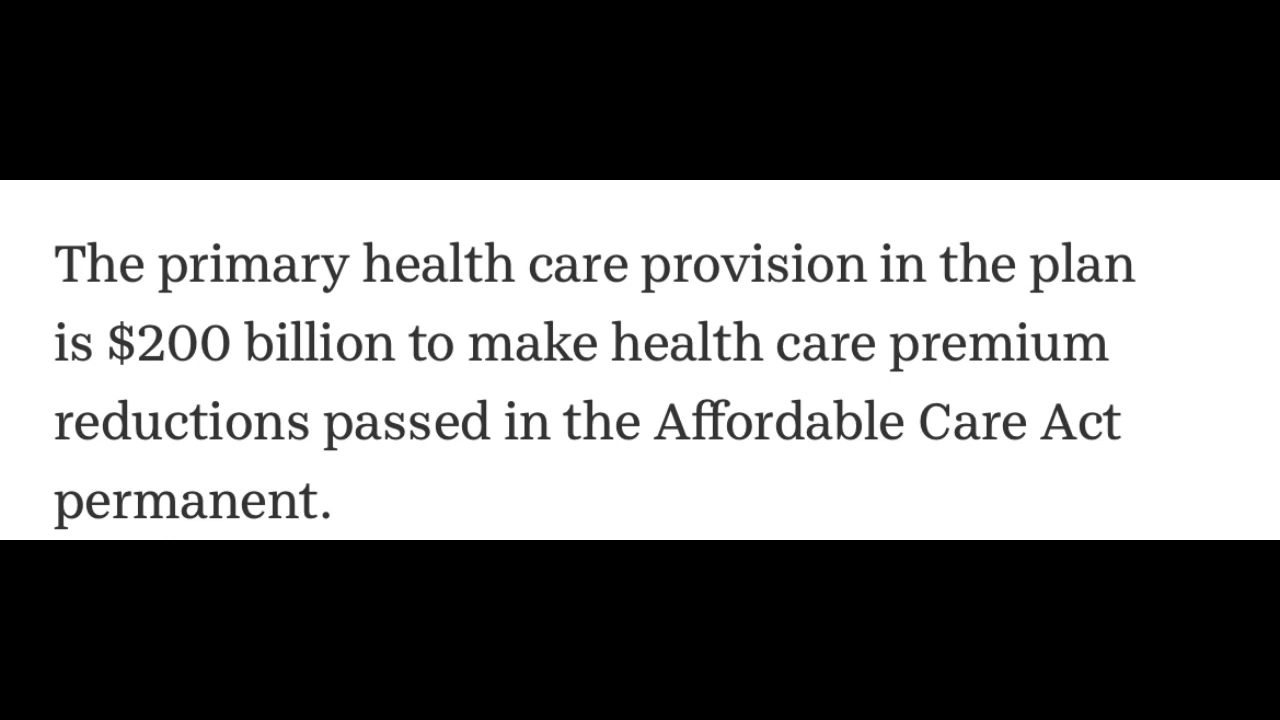 The primary health care provision in the plan
is $200 billion to make health care premium
reductions passed in the Affordable Care Act
permanent.